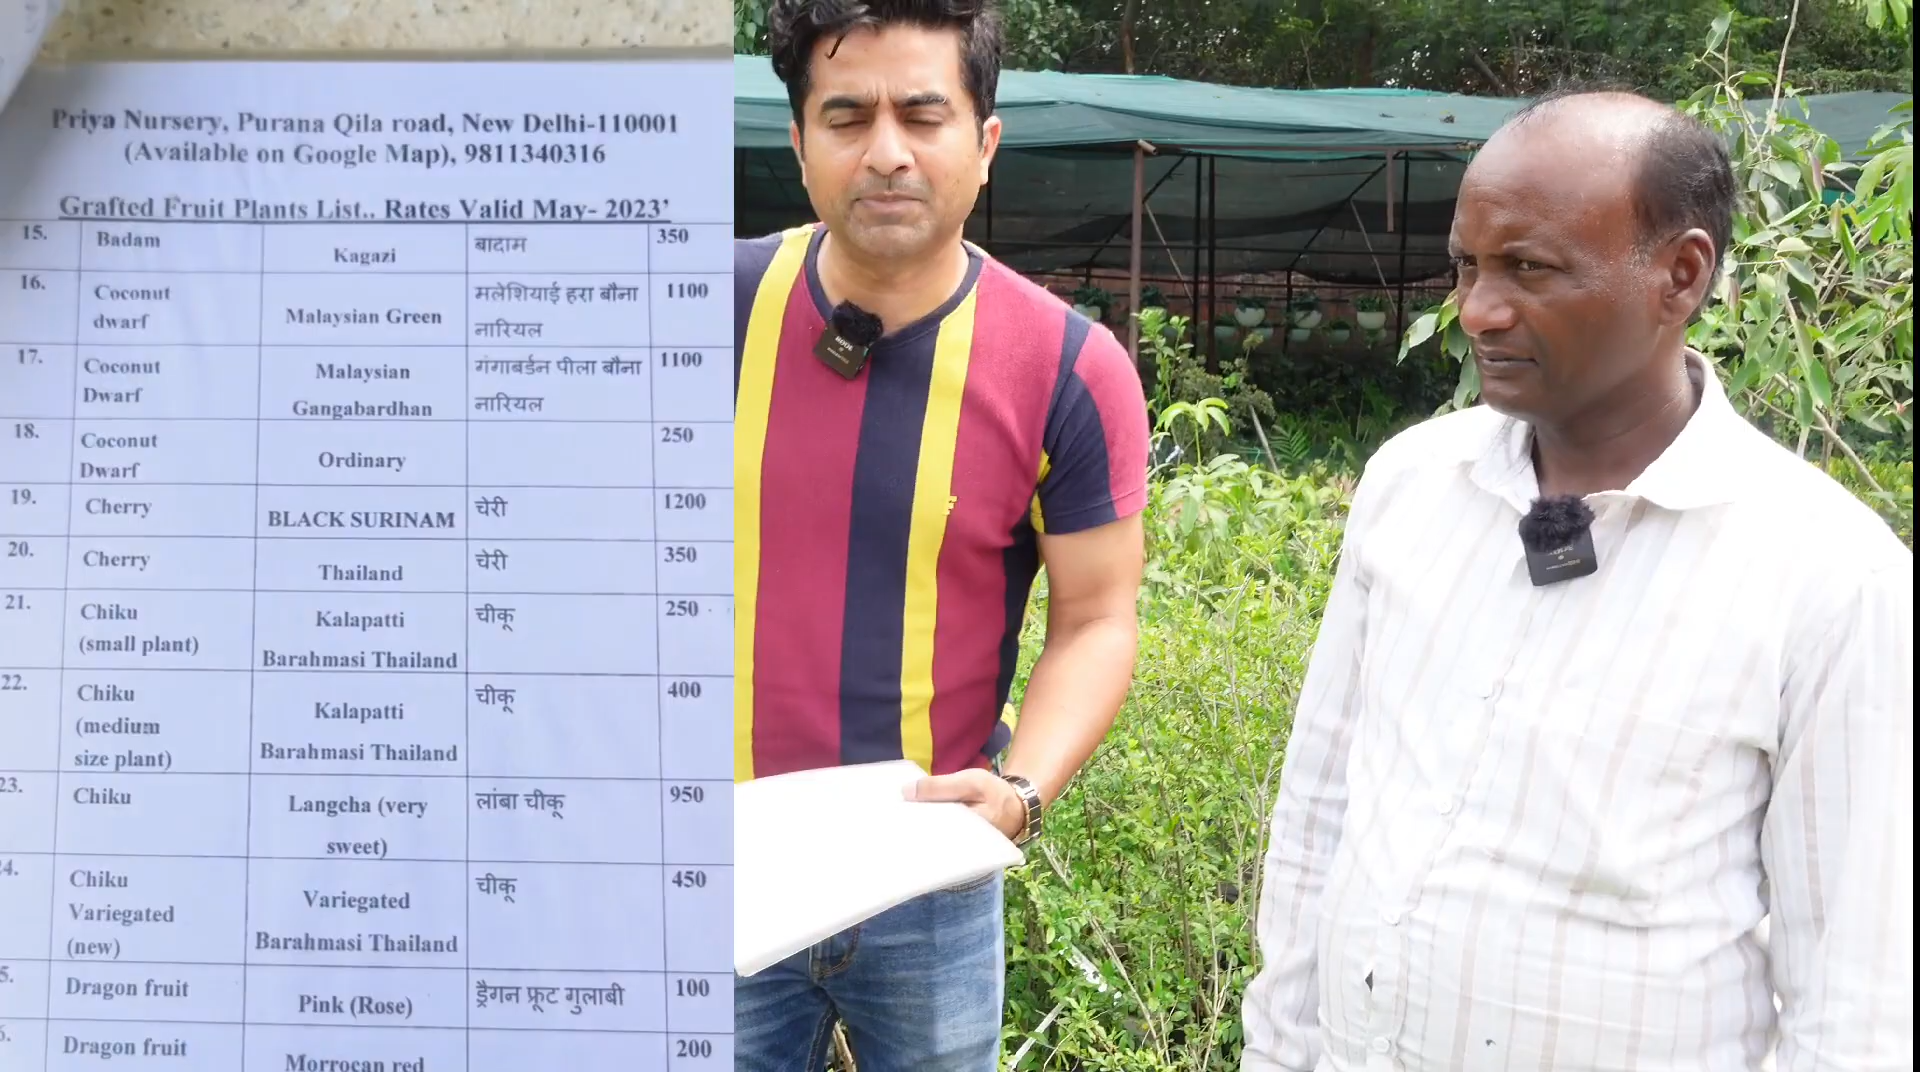 Priya Nursery, Purana Qila road, New Delhi-110001
(Available on Google Map), 9811340316
Grafted Fruit Plants List.. Rates Valid May- 2023’
15. Badam Kagazi बादाम 350
16. Coconut dwarf Malaysian Green मलेशियाई हरा बौना नारियल 1100
17. Coconut Dwarf Malaysian Gangabardhan गंगाबर्डन पीला बौना नारियल 1100
18. Coconut Dwarf Ordinary 250
19. Cherry BLACK SURINAM चेरी 1200
20. Cherry Thailand चेरी 350
21. Chiku (small plant) Kalapatti Barahmasi Thailand चीकू 250
22. Chiku (medium size plant) Kalapatti Barahmasi Thailand चीकू 400
23. Chiku Langcha (very sweet) लांबा चीकू 950
4. Chiku Variegated (new) Variegated Barahmasi Thailand चीकू 450
5. Dragon fruit Pink (Rose) ड्रैगन फ्रूट गुलाबी 100
6. Dragon fruit Morrocan red 200
F
RODE